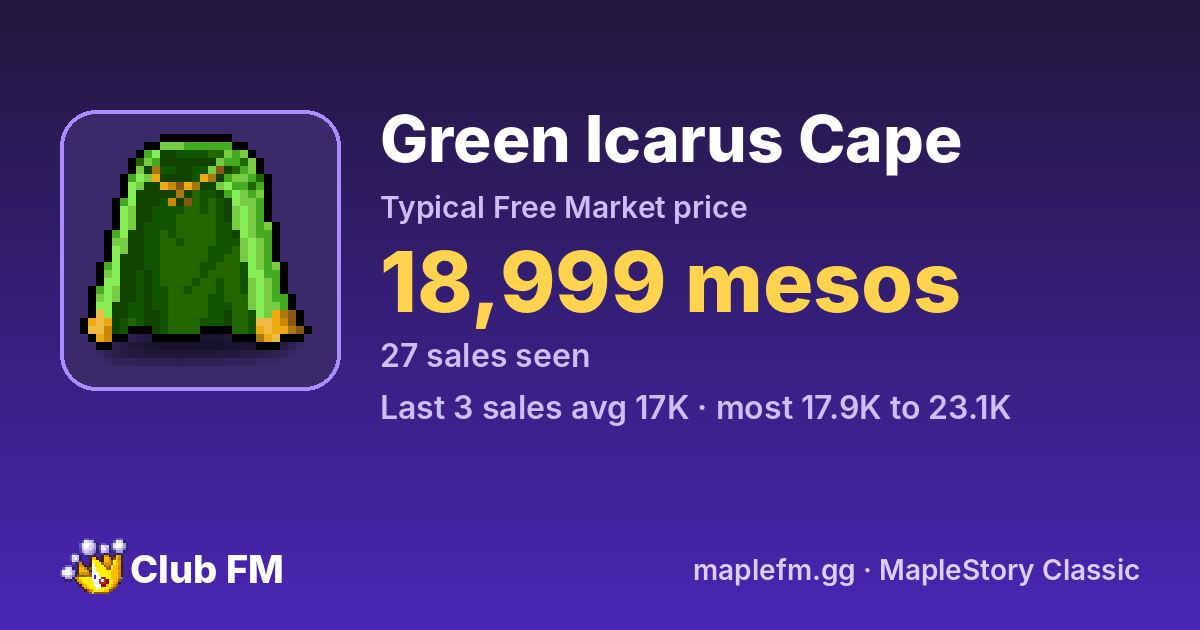 Green Icarus Cape
Typical Free Market price
18,999 mesos
27 sales seen
Last 3 sales avg 17K · most 17.9K to 23.1K
Club FM
maplefm.gg · MapleStory Classic